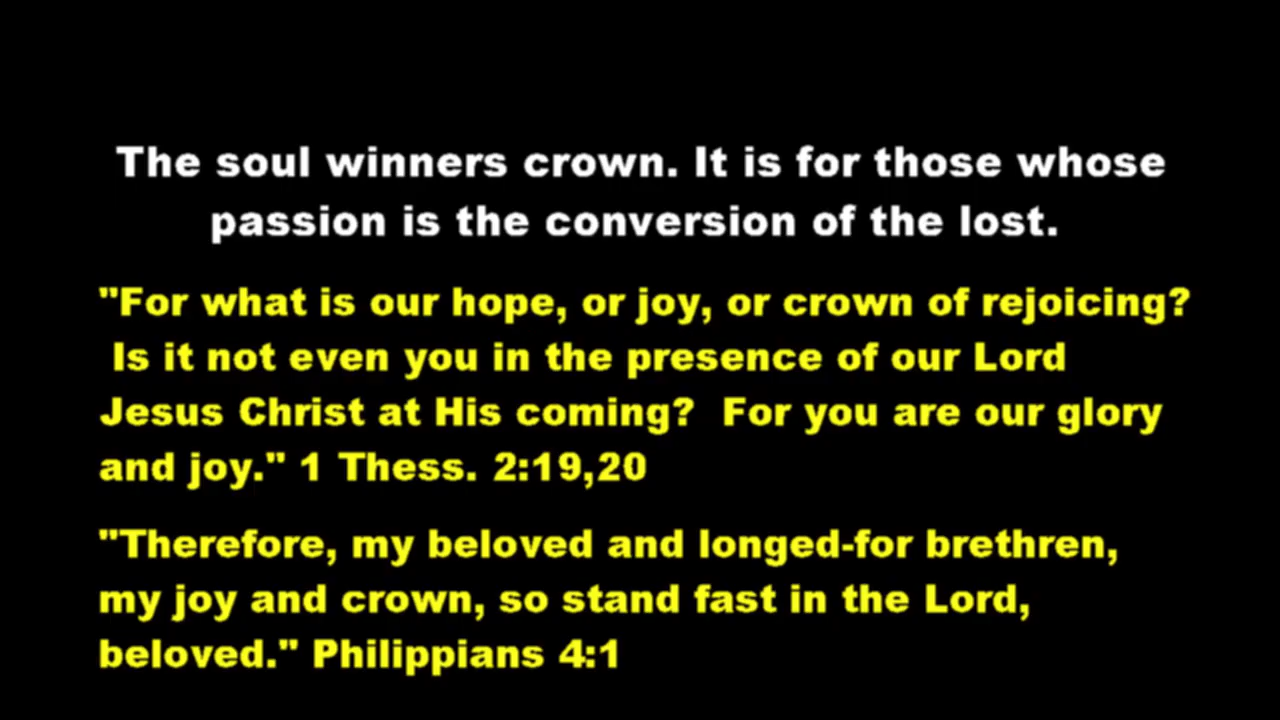 The soul winners crown. It is for those whose
passion is the conversion of the lost.
"For what is our hope, or joy, or crown of rejoicing?
Is it not even you in the presence of our Lord
Jesus Christ at His coming?  For you are our glory
and joy." 1 Thess. 2:19,20
"Therefore, my beloved and longed-for brethren,
my joy and crown, so stand fast in the Lord,
beloved." Philippians 4:1